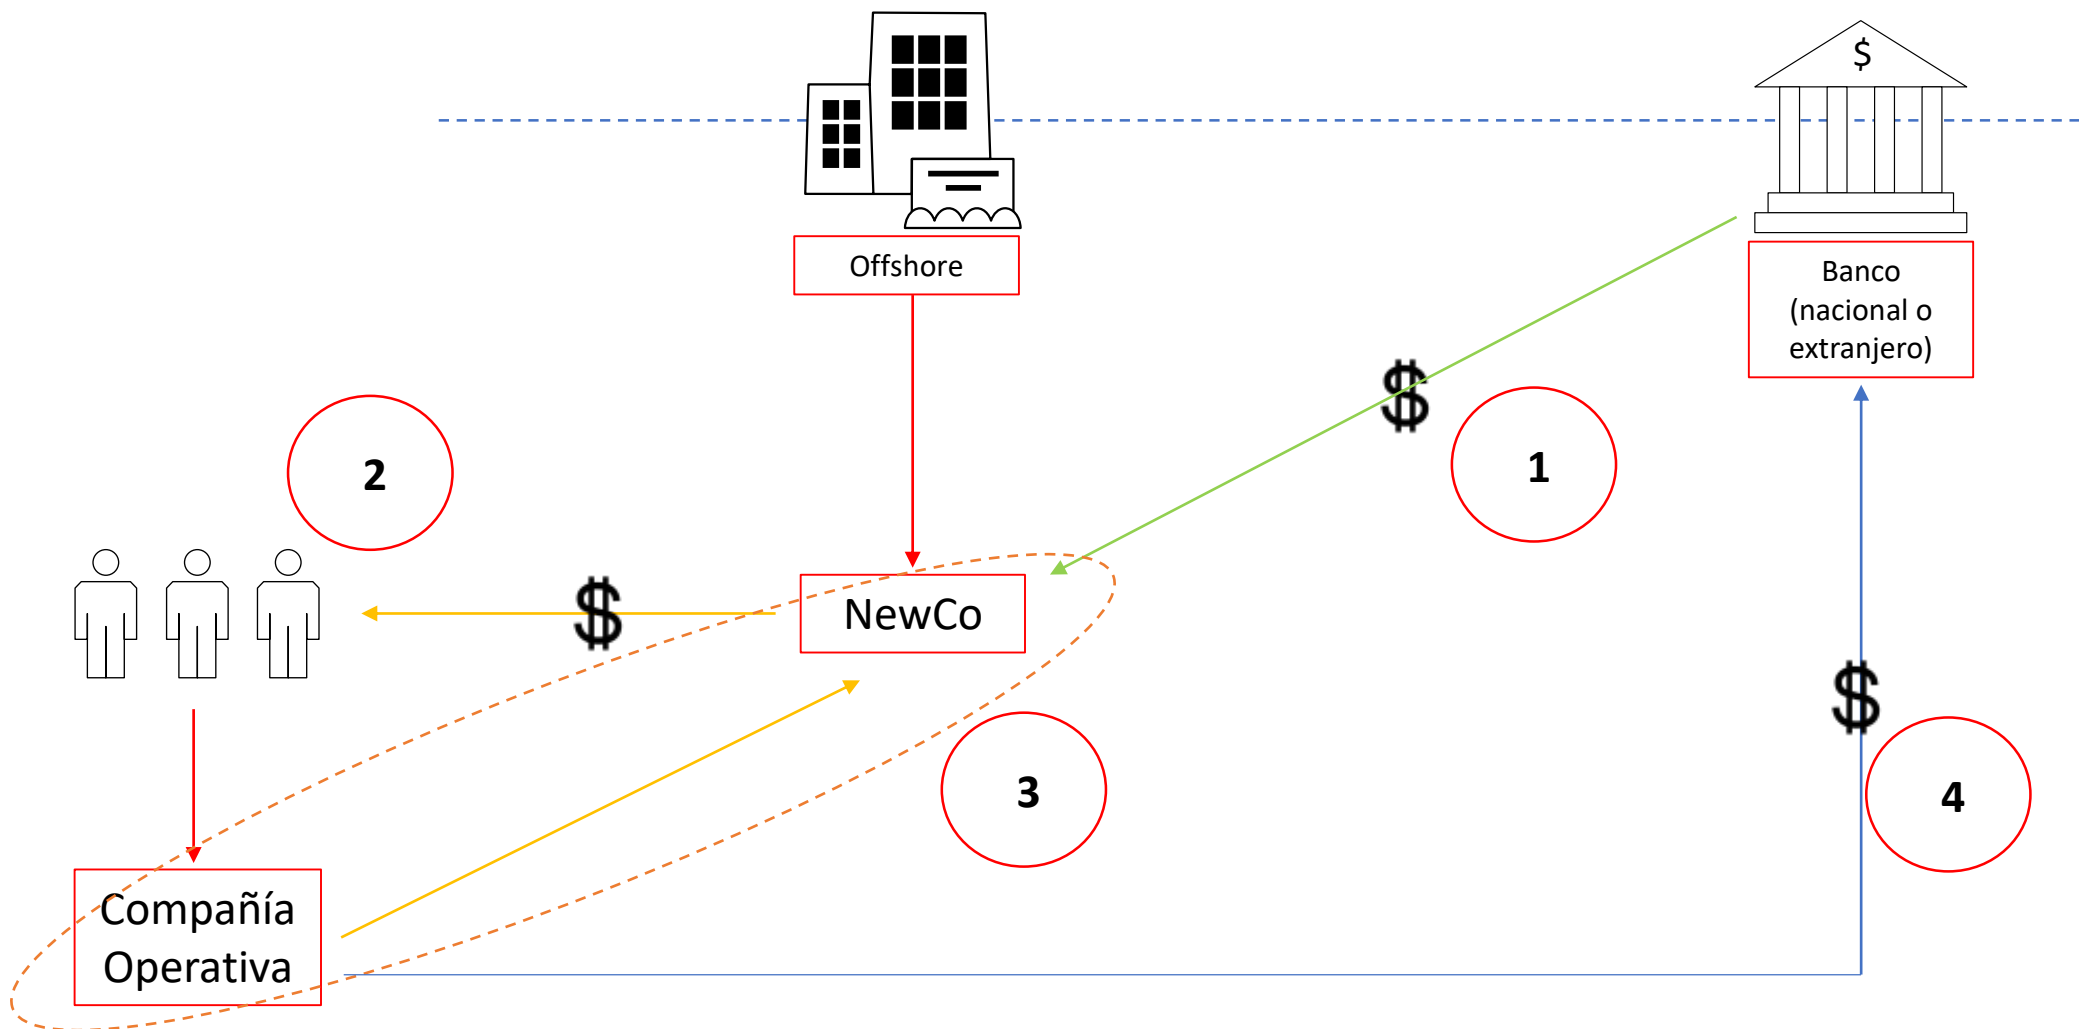 $
Offshore
Banco
(nacional o
extranjero)
$
1
2
$
NewCo
$
3
4
Compañía
Operativa